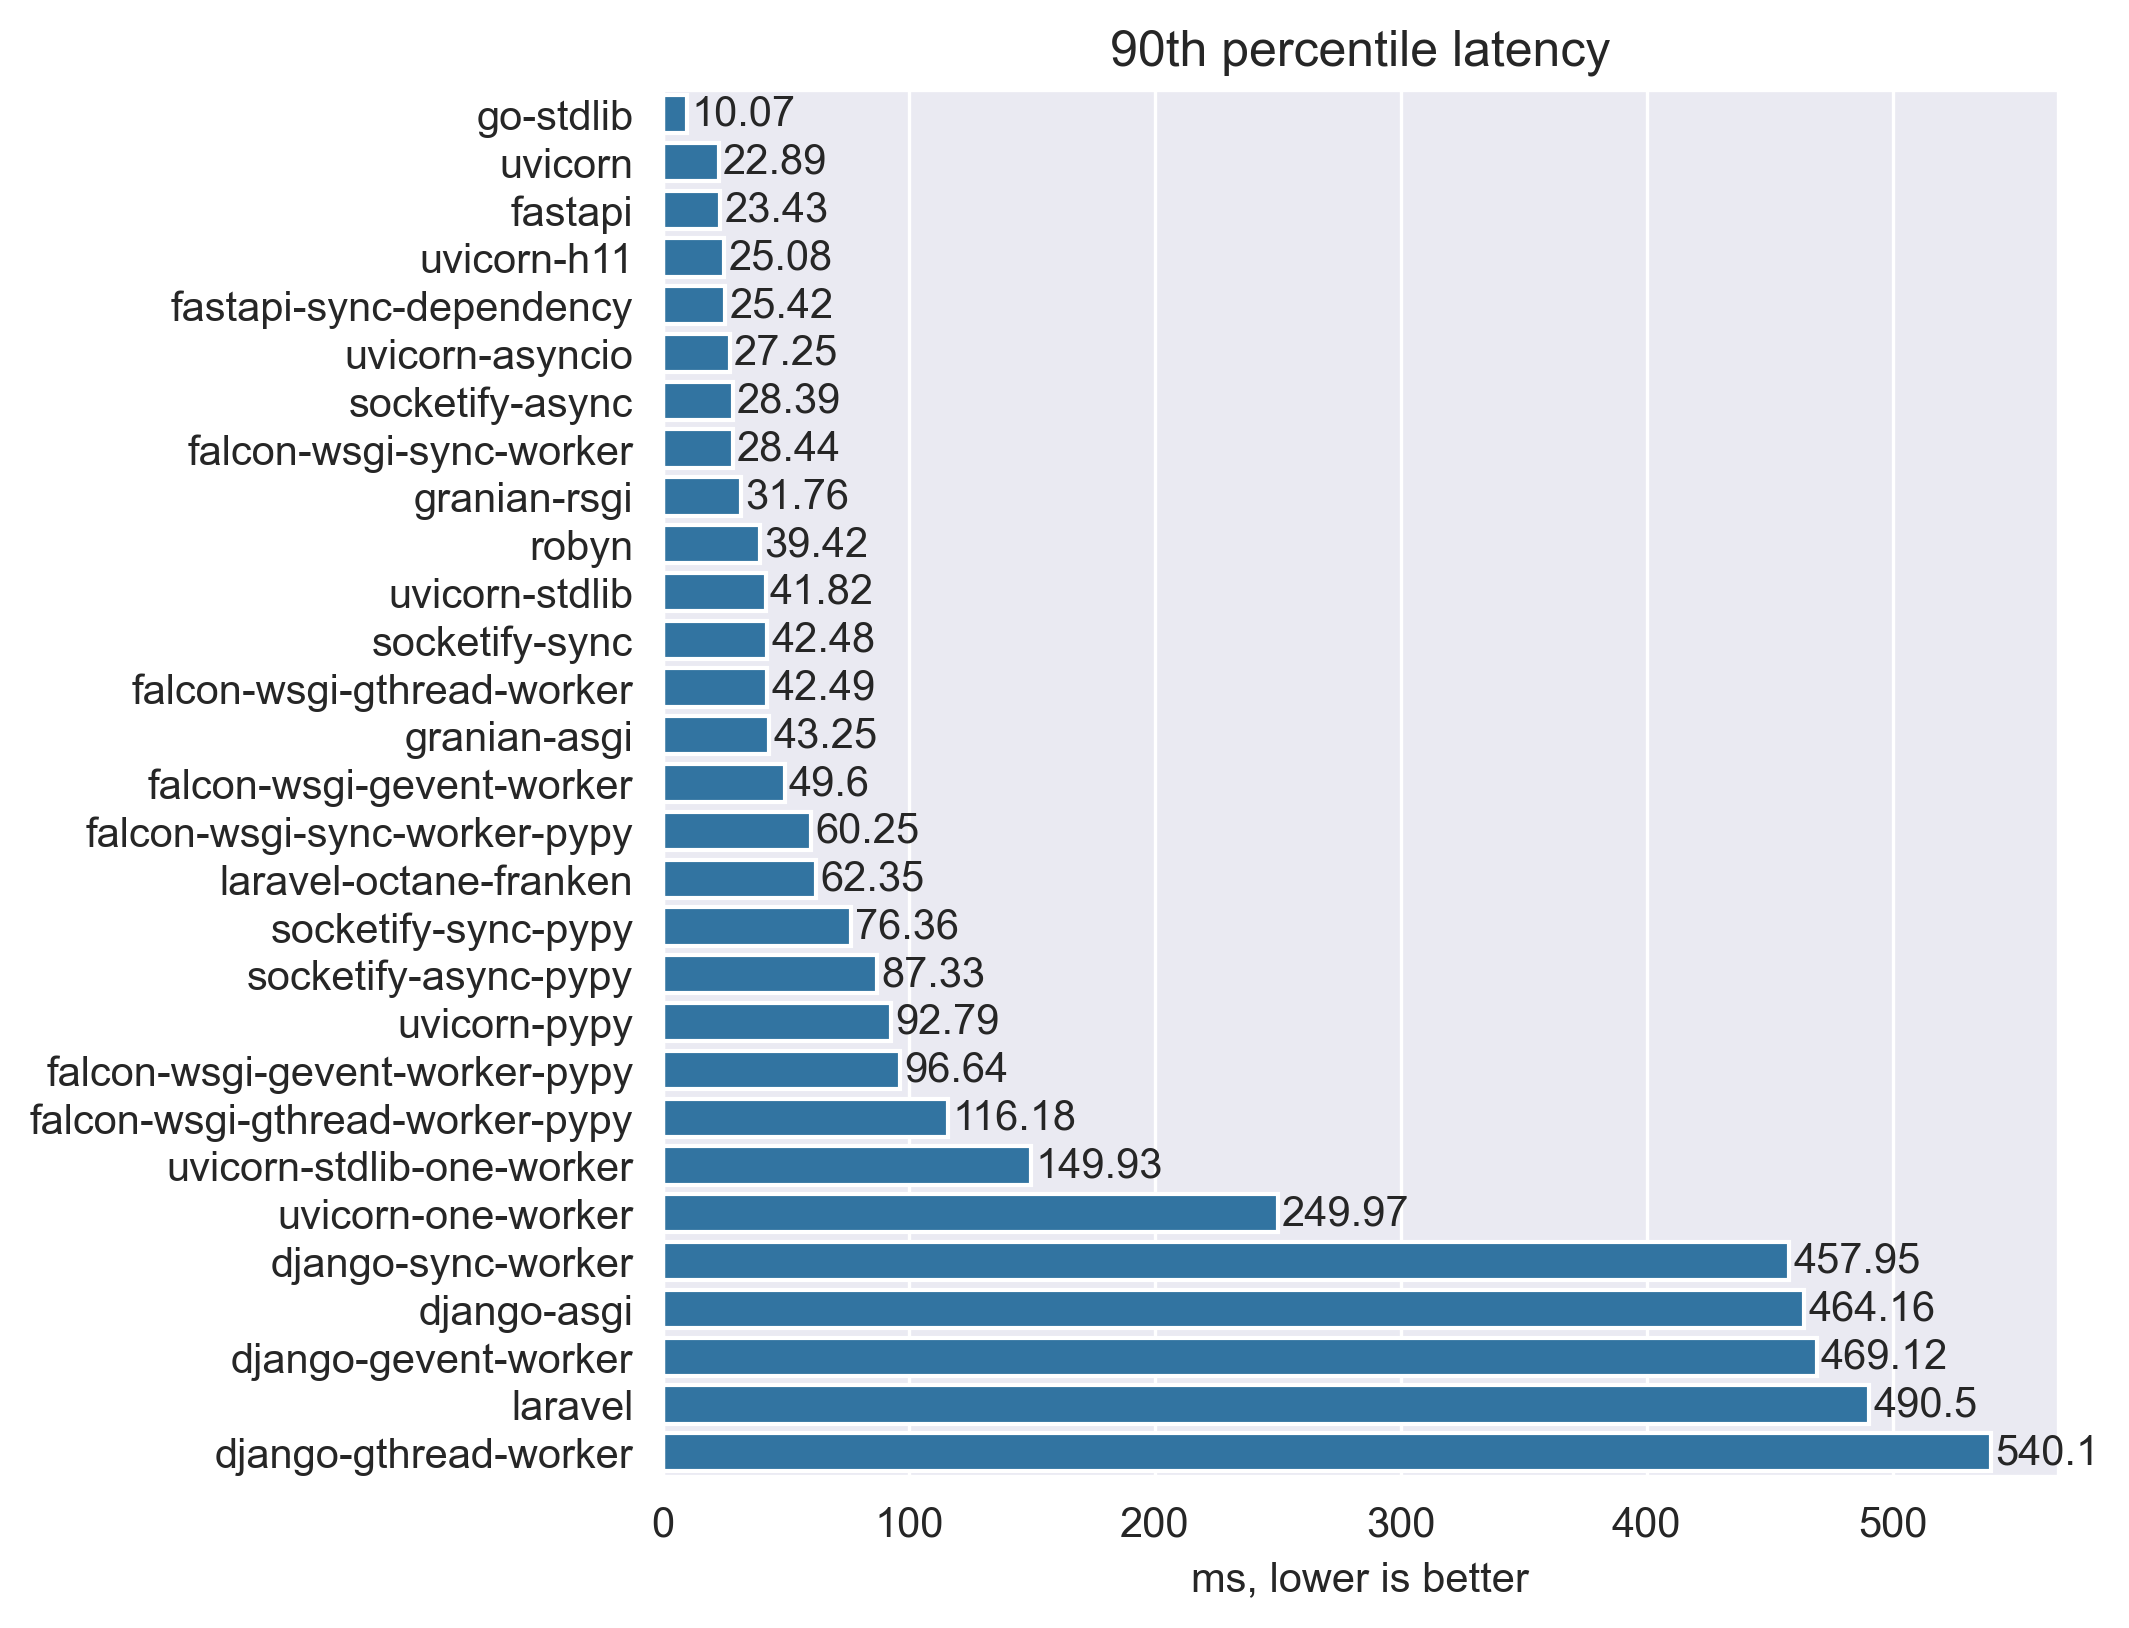 90th percentile latency
go-stdlib 10.07
uvicorn 22.89
fastapi 23.43
uvicorn-h11 25.08
fastapi-sync-dependency 25.42
uvicorn-asyncio 27.25
socketify-async 28.39
falcon-wsgi-sync-worker 28.44
granian-rsgi 31.76
robyn 39.42
uvicorn-stdlib 41.82
socketify-sync 42.48
falcon-wsgi-gthread-worker 42.49
granian-asgi 43.25
falcon-wsgi-gevent-worker 49.6
falcon-wsgi-sync-worker-pypy 60.25
laravel-octane-franken 62.35
socketify-sync-pypy 76.36
socketify-async-pypy 87.33
uvicorn-pypy 92.79
falcon-wsgi-gevent-worker-pypy 96.64
falcon-wsgi-gthread-worker-pypy 116.18
uvicorn-stdlib-one-worker 149.93
uvicorn-one-worker 249.97
django-sync-worker 457.95
django-asgi 464.16
django-gevent-worker 469.12
laravel 490.5
django-gthread-worker 540.1
0 100 200 300 400 500
ms, lower is better